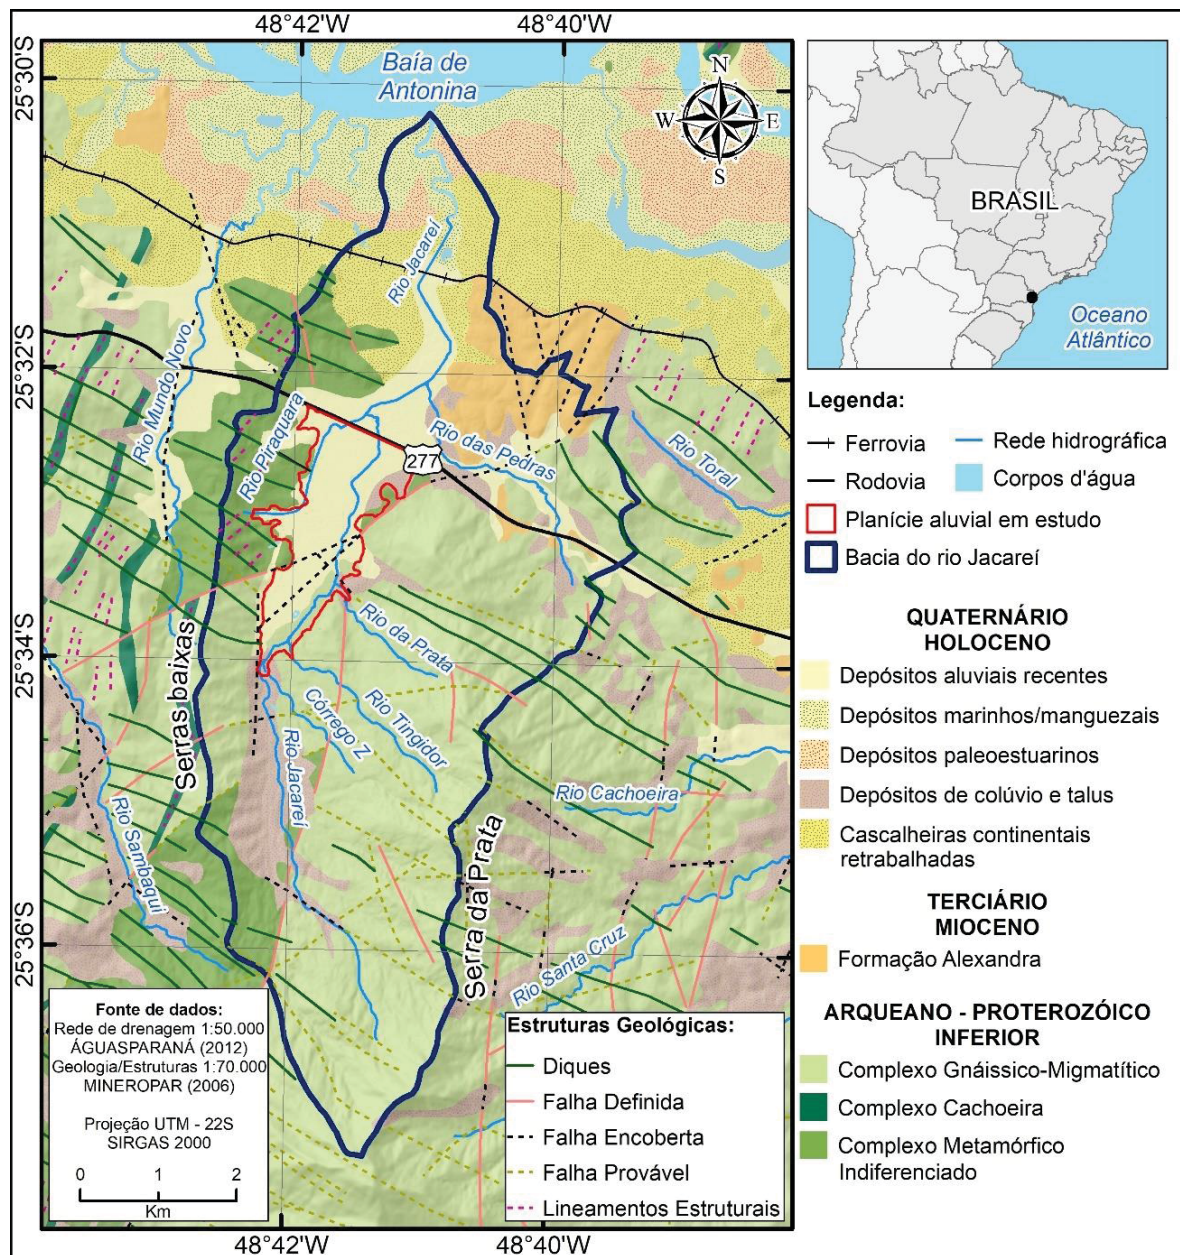 48°42'W
48°40'W
25°30'S
25°32'S
25°34'S
25°36'S
Baía de
Antonina
N
W
E
S
Rio Jacareí
Rio Mundo Novo
Rio Piraquara
277
Rio das Pedras
Rio Toral
Serras baixas
Rio da Prata
Rio Tingidor
Córrego Z
Rio Jacareí
Rio Cachoeira
Rio Sambaqui
Serra da Prata
Rio Santa Cruz
Fonte de dados:
Rede de drenagem 1:50.000
ÁGUASPARANÁ (2012)
Geologia/Estruturas 1:70.000
MINEROPAR (2006)
Projeção UTM - 22S
SIRGAS 2000
0 1 2
Km
Estruturas Geológicas:
Diques
Falha Definida
Falha Encoberta
Falha Provável
Lineamentos Estruturais
48°42'W
48°40'W
BRASIL
Oceano
Atlântico
Legenda:
Ferrovia
Rede hidrográfica
Rodovia
Corpos d'água
Planície aluvial em estudo
Bacia do rio Jacareí
QUATERNÁRIO
HOLOCENO
Depósitos aluviais recentes
Depósitos marinhos/manguezais
Depósitos paleoestuarinos
Depósitos de colúvio e talus
Cascalheiras continentais
retrabalhadas
TERCIÁRIO
MIOCENO
Formação Alexandra
ARQUEANO - PROTEROZÓICO
INFERIOR
Complexo Gnáissico-Migmatítico
Complexo Cachoeira
Complexo Metamórfico
Indiferenciado